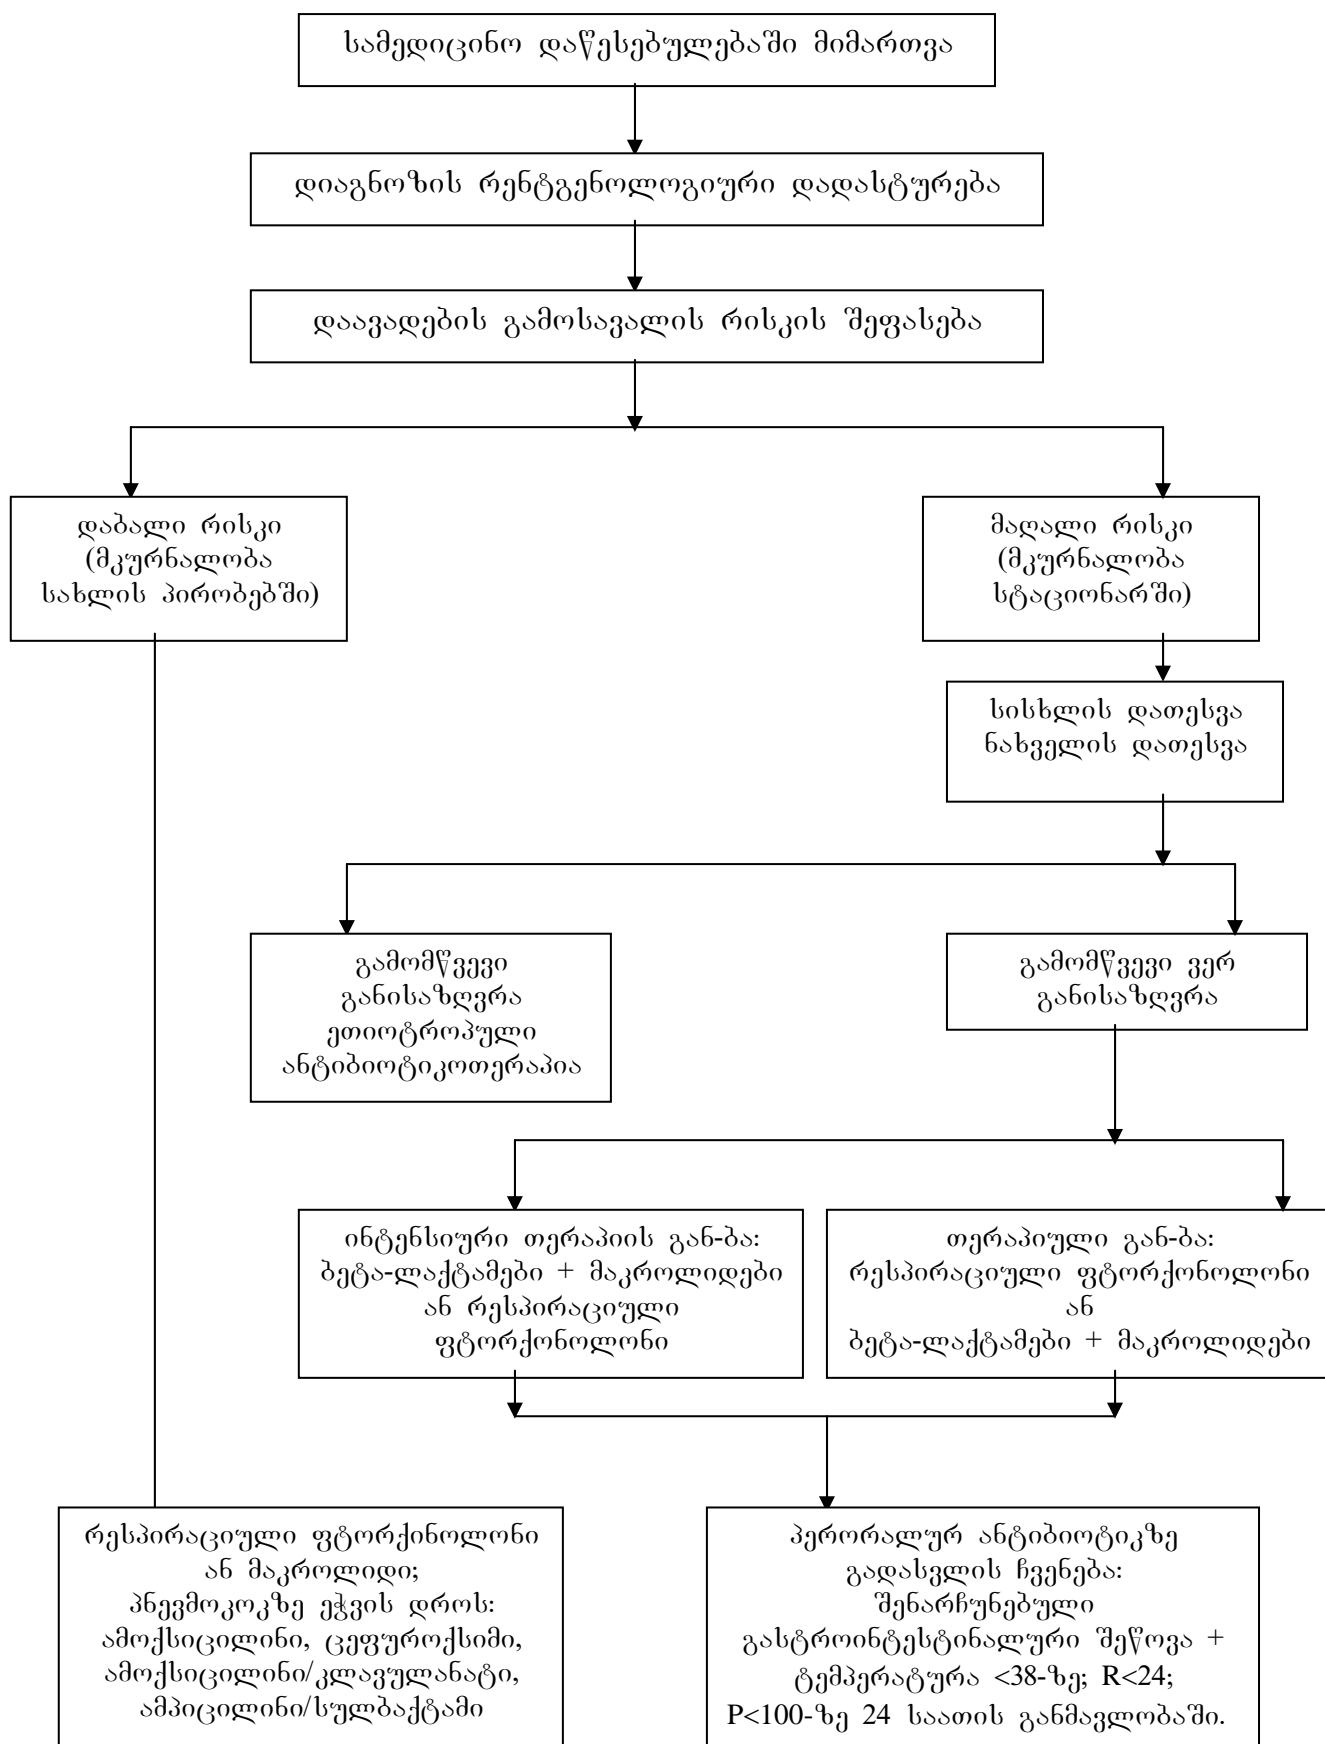 სამედიცინო დაწესებულებაში მიმართვა
დიაგნოზის რენტგენოლოგიური დადასტურება
დაავადების გამოსავალის რისკის შეფასება
დაბალი რისკი
(მკურნალობა
სახლის პირობებში)
მაღალი რისკი
(მკურნალობა
სტაციონარში)
სისხლის დათესვა
ნახველის დათესვა
გამომწვევი
განისაზღვრა
ეთიოტროპული
ანტიბიოტიკოთერაპია
გამომწვევი ვერ
განისაზღვრა
ინტენსიური თერაპიის გან-ბა:
ბეტა-ლაქტამები + მაკროლიდები
ან რესპირაციული
ფტორქონოლონი
თერაპიული გან-ბა:
რესპირაციული ფტორქონოლონი
ან
ბეტა-ლაქტამები + მაკროლიდები
რესპირაციული ფტორქინოლონი
ან მაკროლიდი;
პნევმოკოკზე ეჭვის დროს:
ამოქსიცილინი, ცეფუროქსიმი,
ამოქსიცილინი/კლავულანატი,
ამპიცილინი/სულბაქტამი
პერორალურ ანტიბიოტიკზე
გადასვლის ჩვენება:
შენარჩუნებული
გასტროინტესტინალური შეწოვა +
ტემპერატურა <38-ზე; R<24;
P<100-ზე 24 საათის განმავლობაში.